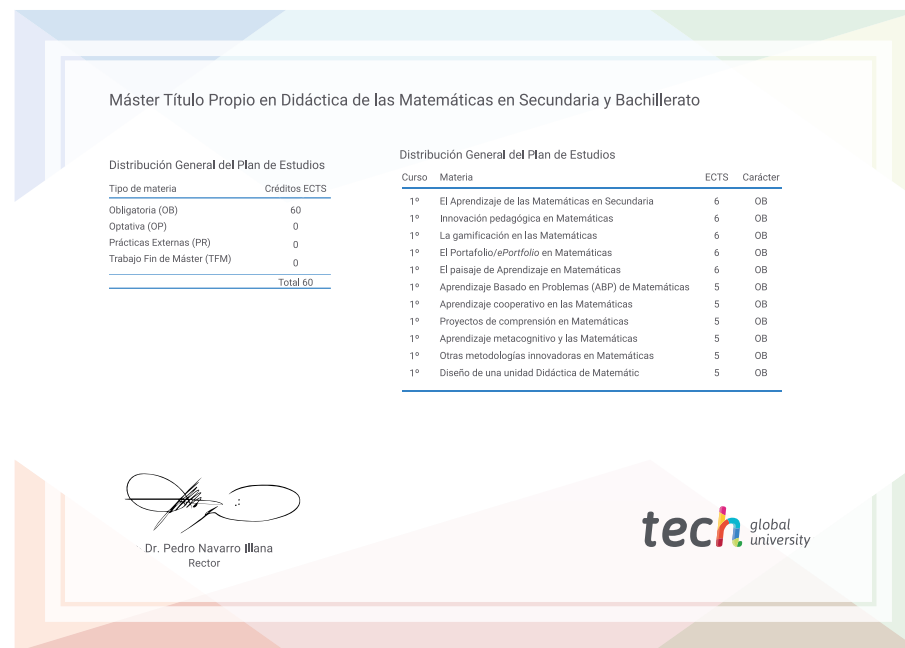 Máster Título Propio en Didáctica de las Matemáticas en Secundaria y Bachillerato
Distribución General del Plan de Estudios
Tipo de materia Créditos ECTS
Obligatoria (OB) 60
Optativa (OP) 0
Prácticas Externas (PR) 0
Trabajo Fin de Máster (TFM) 0
Total 60
Distribución General del Plan de Estudios
Curso Materia ECTS Carácter
1º El Aprendizaje de las Matemáticas en Secundaria 6 OB
1º Innovación pedagógica en Matemáticas 6 OB
1º La gamificación en las Matemáticas 6 OB
1º El Portafolio/ePortfolio en Matemáticas 6 OB
1º El paisaje de Aprendizaje en Matemáticas 6 OB
1º Aprendizaje Basado en Problemas (ABP) de Matemáticas 5 OB
1º Aprendizaje cooperativo en las Matemáticas 5 OB
1º Proyectos de comprensión en Matemáticas 5 OB
1º Aprendizaje metacognitivo y las Matemáticas 5 OB
1º Otras metodologías innovadoras en Matemáticas 5 OB
1º Diseño de una unidad Didáctica de Matemátic 5 OB
Dr. Pedro Navarro Illana
Rector
tech global
university